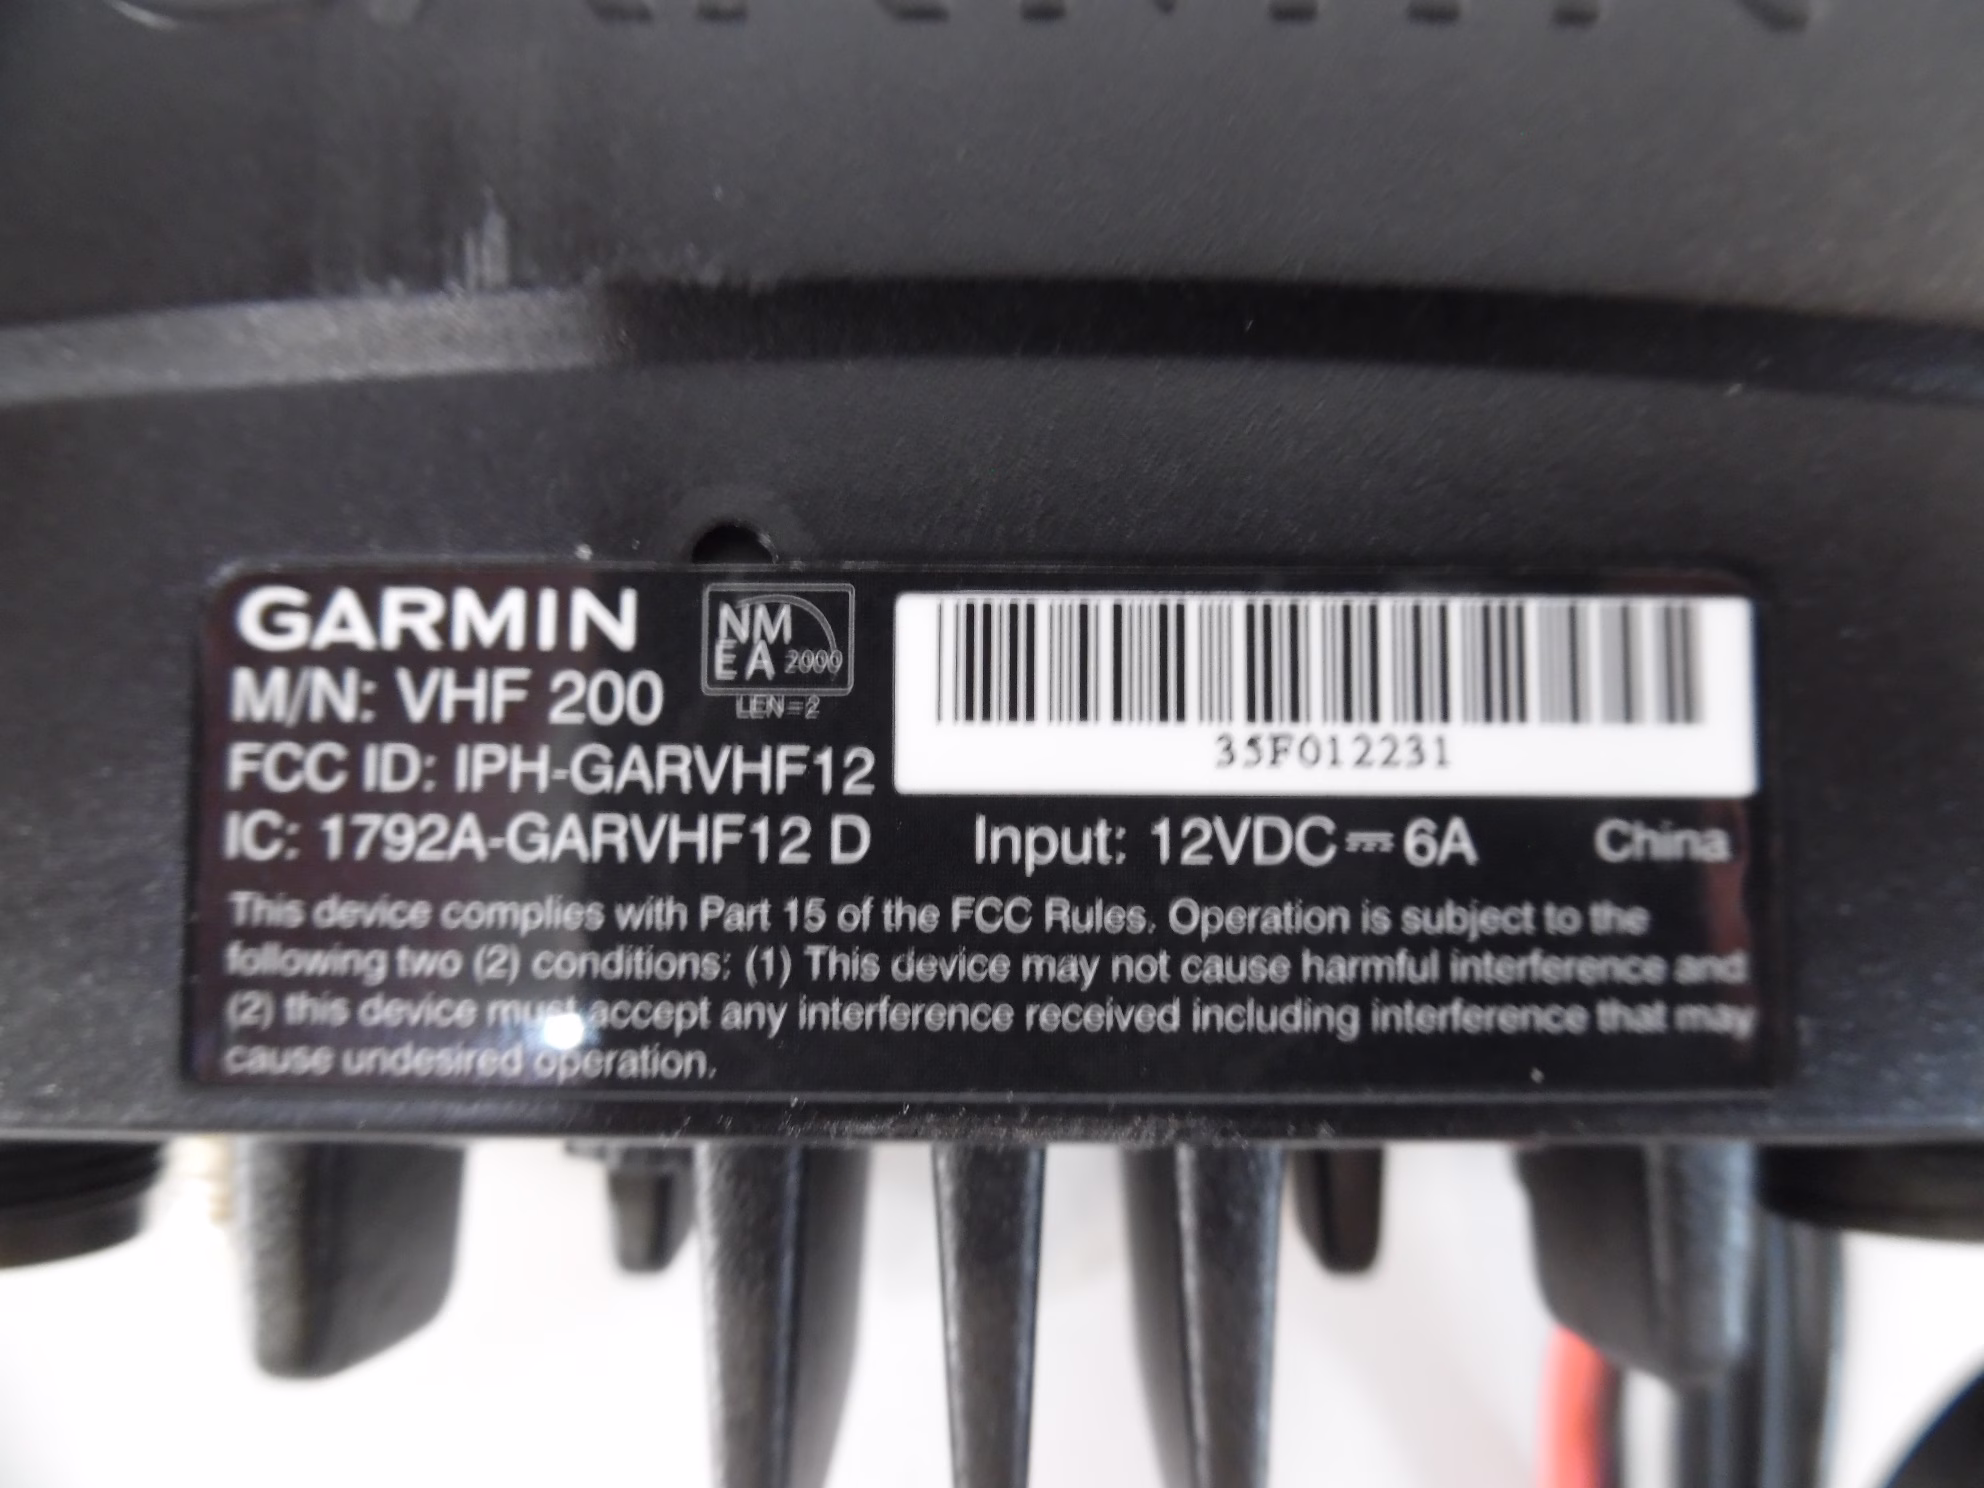 GARMIN
NM
EA 2000
LEN=2
M/N: VHF 200
FCC ID: IPH-GARVHF12
35F012231
IC: 1792A-GARVHF12 D Input: 12VDC⎓6A China
This device complies with Part 15 of the FCC Rules. Operation is subject to the
following two (2) conditions: (1) This device may not cause harmful interference and
(2) this device must accept any interference received including interference that may
cause undesired operation.